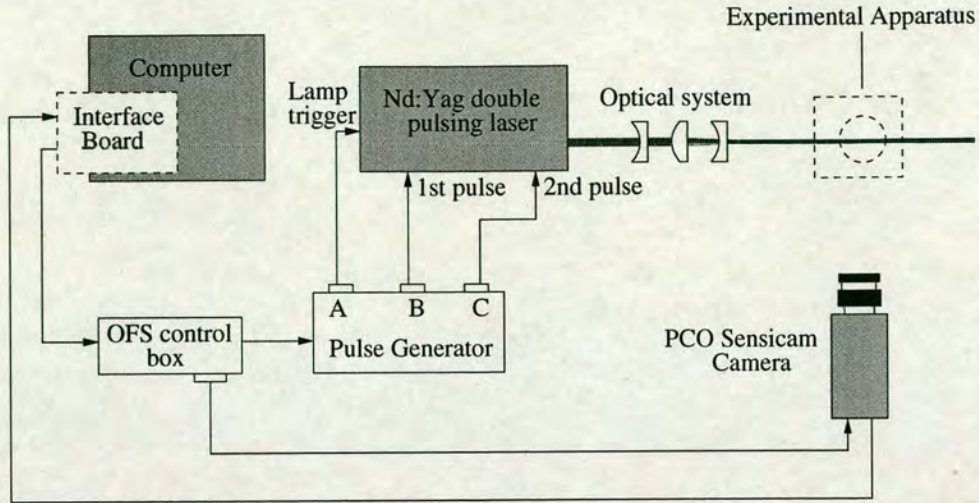 Experimental Apparatus
Computer
Interface
Board
Lamp
trigger
Nd:Yag double
pulsing laser
Optical system
1st pulse
2nd pulse
A
B
C
OFS control
box
Pulse Generator
PCO Sensicam
Camera